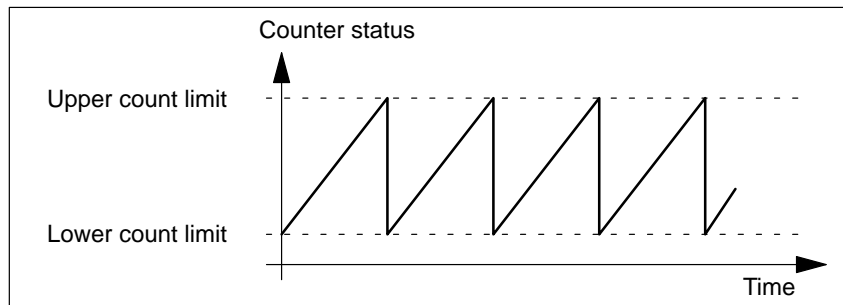 Counter status
Upper count limit
Lower count limit
Time